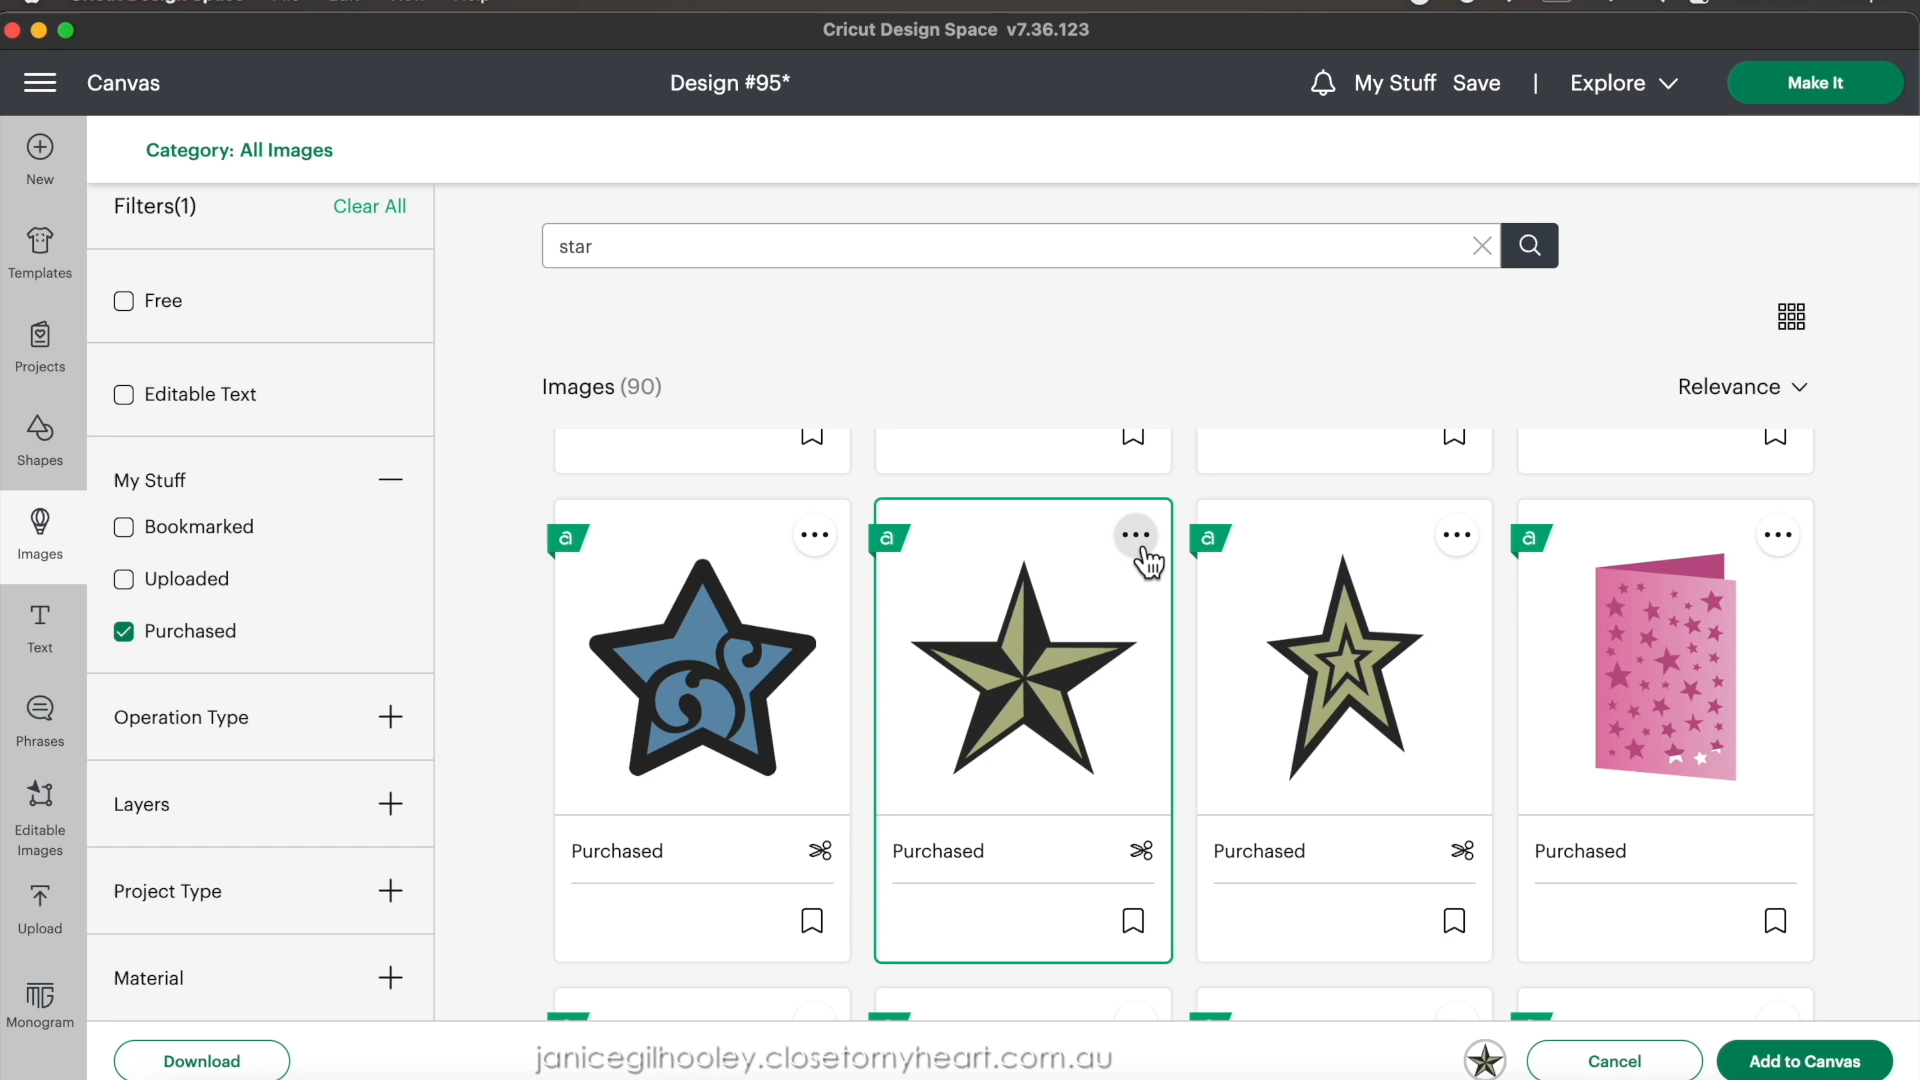 Cricut Design Space v7.36.123
Canvas
Design #95*
My Stuff
Save
|
Explore
Make It
New
Templates
Projects
Shapes
Images
Text
Phrases
Editable
Images
Upload
Monogram
Category: All Images
Filters(1)
Clear All
Free
Editable Text
My Stuff
Bookmarked
Uploaded
Purchased
Operation Type
Layers
Project Type
Material
star
Images (90)
Relevance
a
a
a
a
Purchased
Purchased
Purchased
Purchased
Download
janicegilhooley.closetomyheart.com.au
Cancel
Add to Canvas